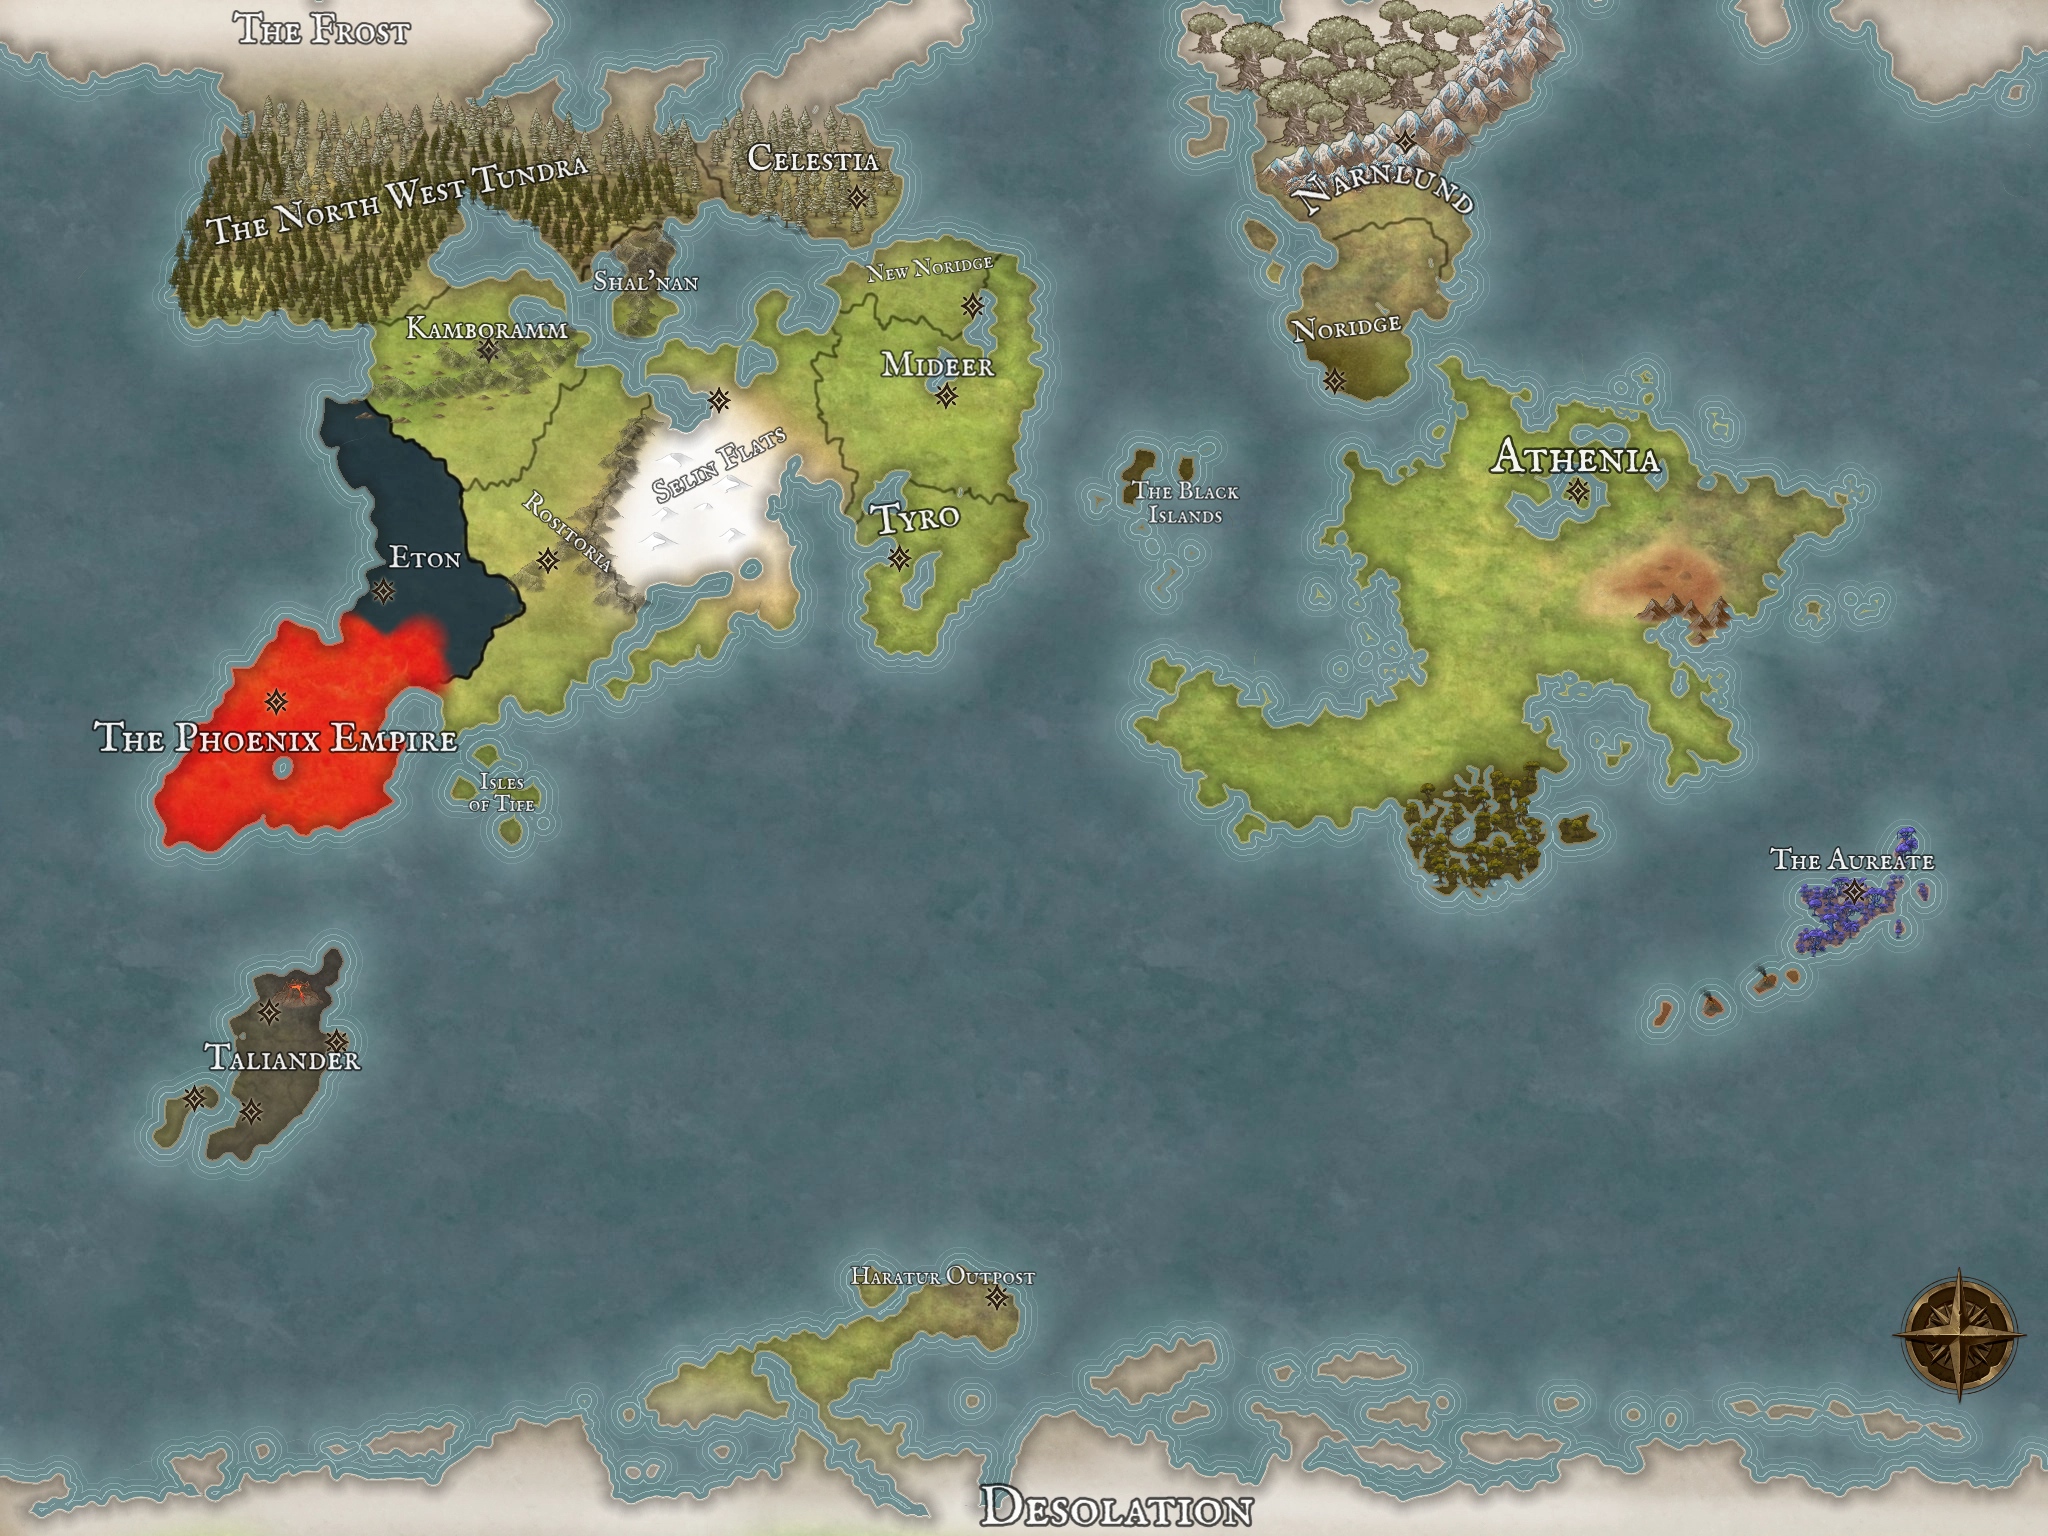 The Frost
The North West Tundra
Celestia
Narnlund
Shal'nan
New Noridge
Kamboramm
Noridge
Mideer
Selin Flats
Athenia
The Black
Islands
Rositoria
Tyro
Eton
The Phoenix Empire
Isles
of Tife
The Aureate
Taliander
Haratur Outpost
Desolation